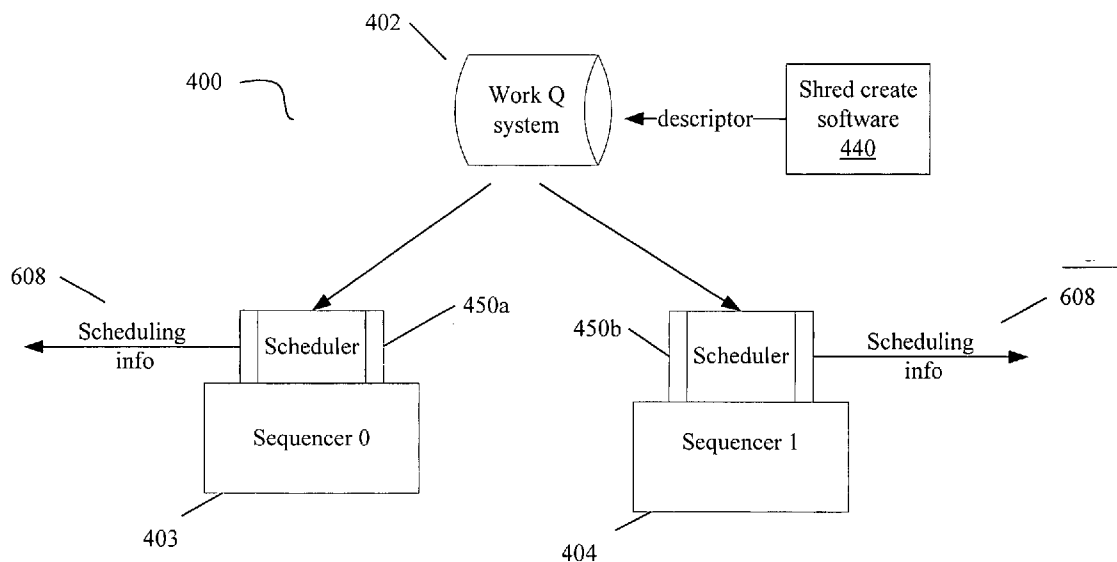 402
400
Work Q
system
descriptor
Shred create
software
440
608
Scheduling
info
Scheduler
450a
450b
Scheduler
608
Scheduling
info
Sequencer 0
Sequencer 1
403
404